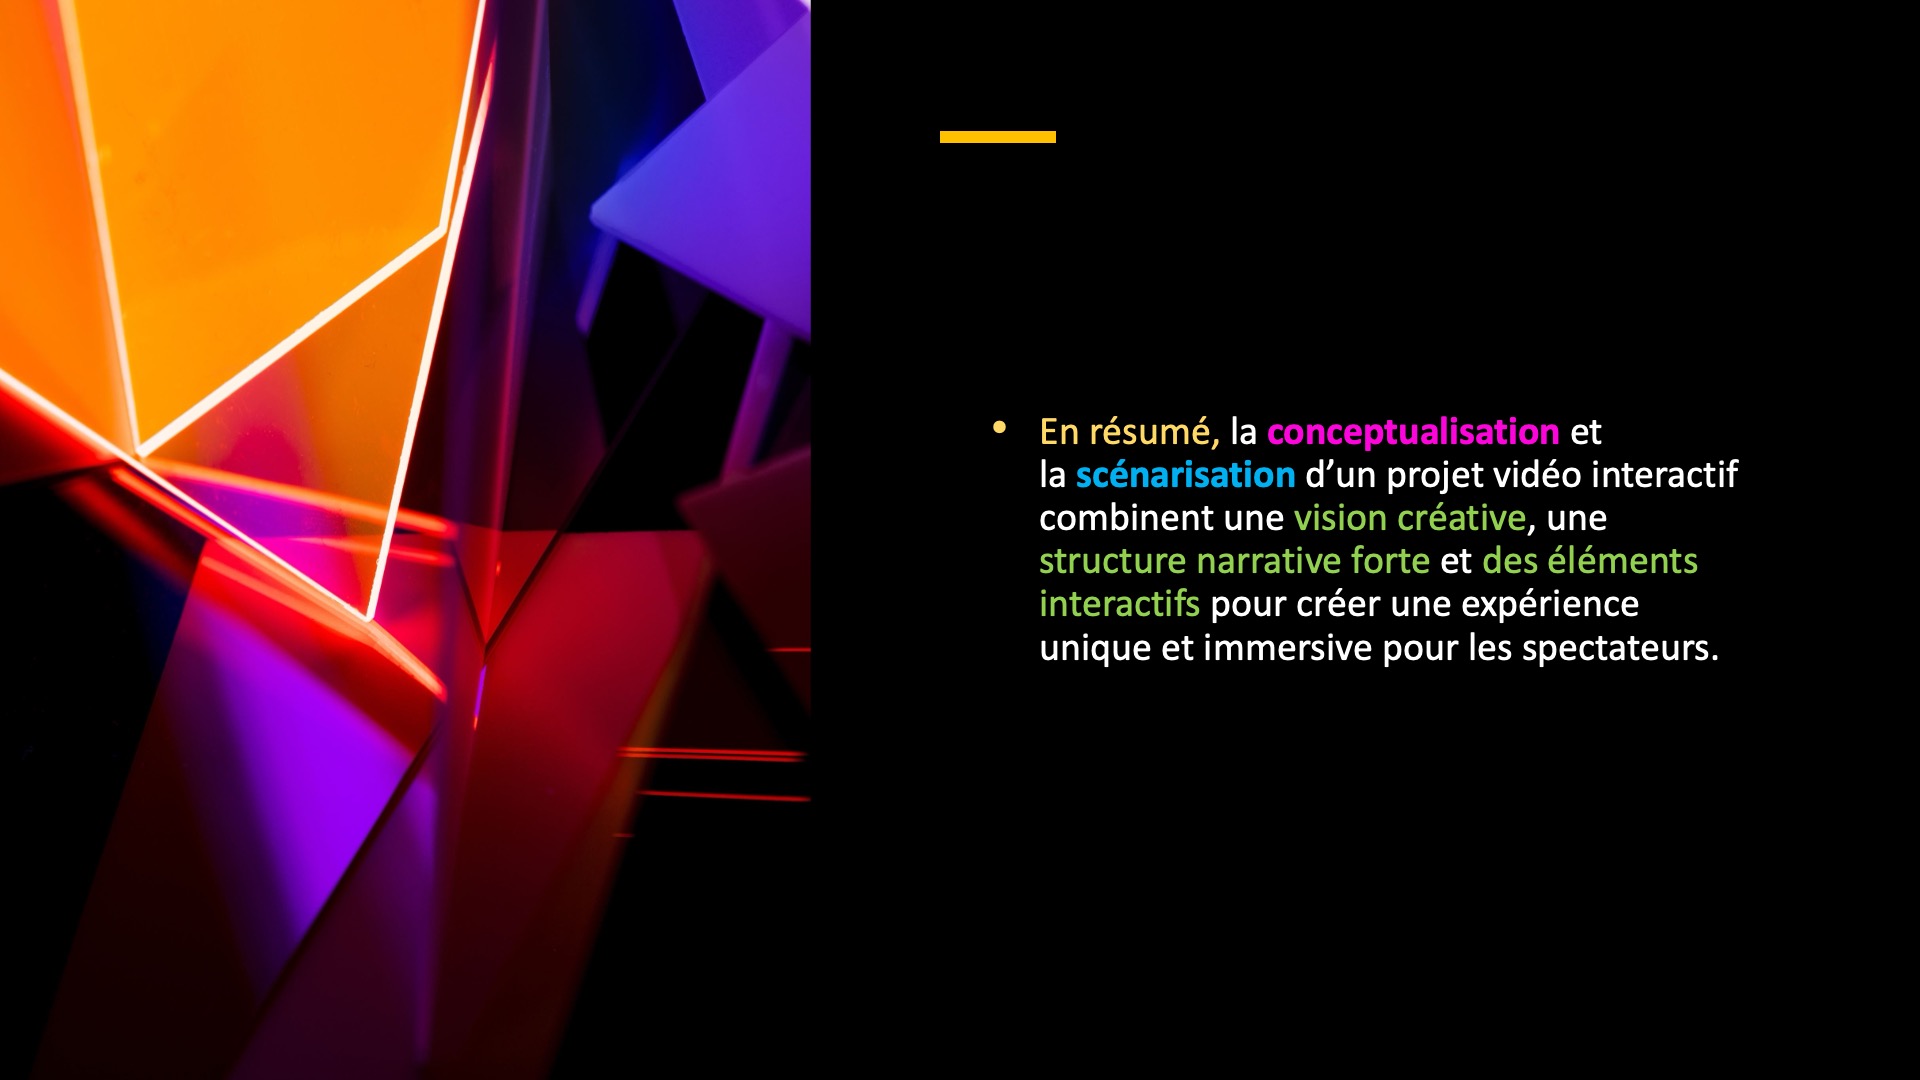 • En résumé, la conceptualisation et
la scénarisation d’un projet vidéo interactif
combinent une vision créative, une
structure narrative forte et des éléments
interactifs pour créer une expérience
unique et immersive pour les spectateurs.